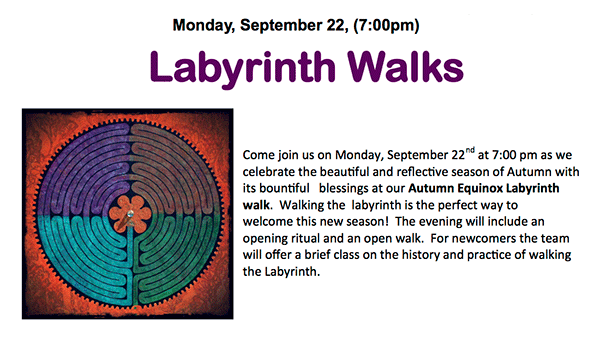 Monday, September 22, (7:00pm)
Labyrinth Walks
Come join us on Monday, September 22nd at 7:00 pm as we
celebrate the beautiful and reflective season of Autumn with
its bountiful blessings at our Autumn Equinox Labyrinth
walk. Walking the labyrinth is the perfect way to
welcome this new season! The evening will include an
opening ritual and an open walk. For newcomers the team
will offer a brief class on the history and practice of walking
the Labyrinth.